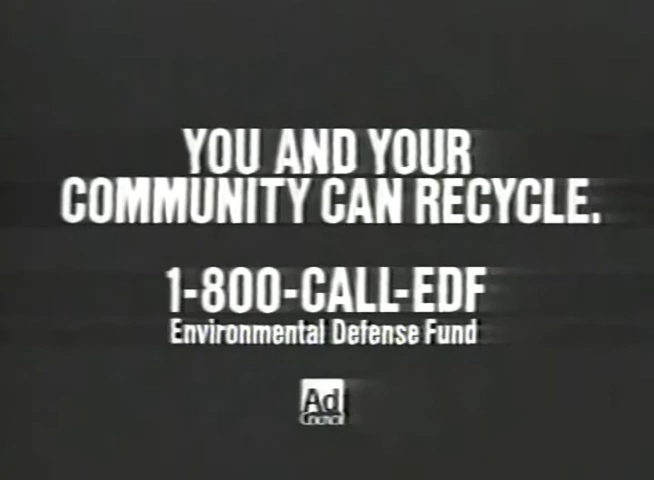 YOU AND YOUR
COMMUNITY CAN RECYCLE.
1-800-CALL-EDF
Environmental Defense Fund
Ad
Council